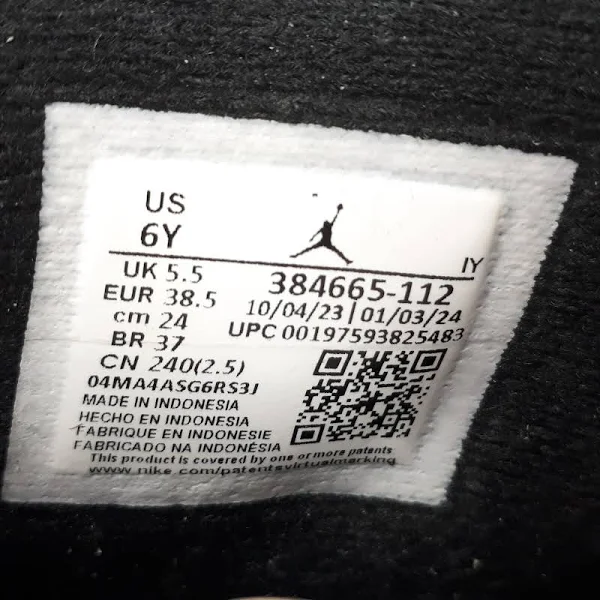 US
6Y
IY
UK 5.5
384665-112
EUR 38.5
10/04/23 | 01/03/24
cm 24
UPC 00197593825483
BR 37
CN 240(2.5)
04MA4ASG6RS3J
MADE IN INDONESIA
HECHO EN INDONESIA
FABRIQUE EN INDONESIE
FABRICADO NA INDONÉSIA
This product is covered by one or more patents
www.nike.com/patentsvirtualmarking